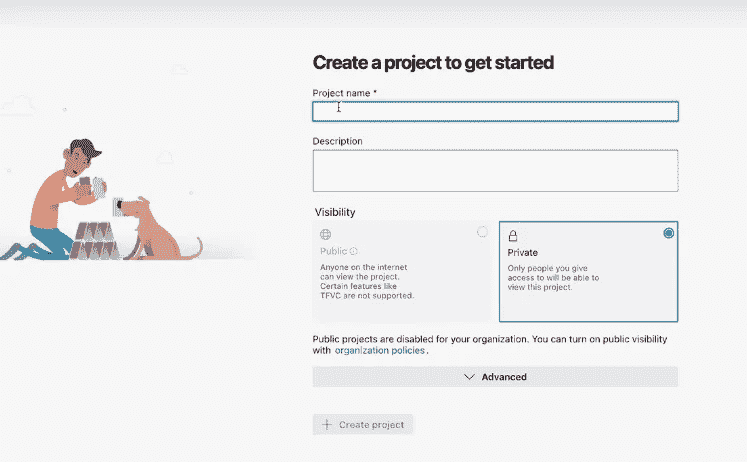 Create a project to get started
Project name *
Description
Visibility
Public
Anyone on the internet
can view the project.
Certain features like
TFVC are not supported.
Private
Only people you give
access to will be able to
view this project.
Public projects are disabled for your organization. You can turn on public visibility
with organization policies.
Advanced
+ Create project